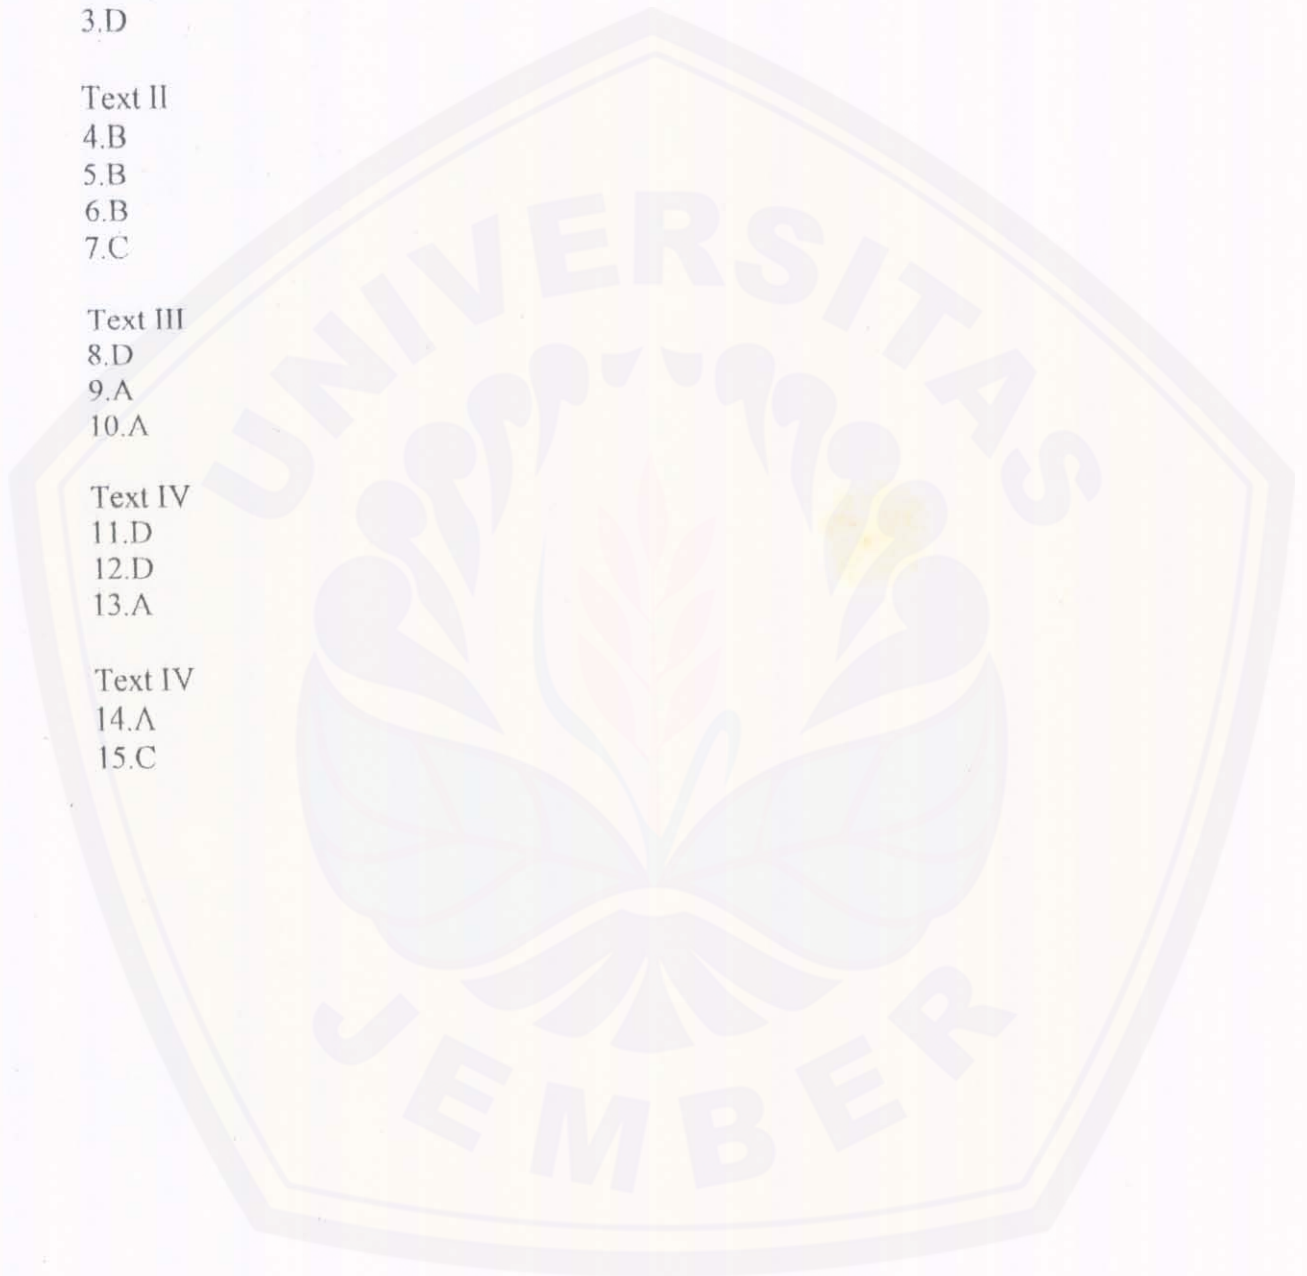 3.D
Text II
4.B
5.B
6.B
7.C
Text III
8.D
9.A
10.A
Text IV
11.D
12.D
13.A
Text IV
14.A
15.C
UNIVERSITAS
JEMBER